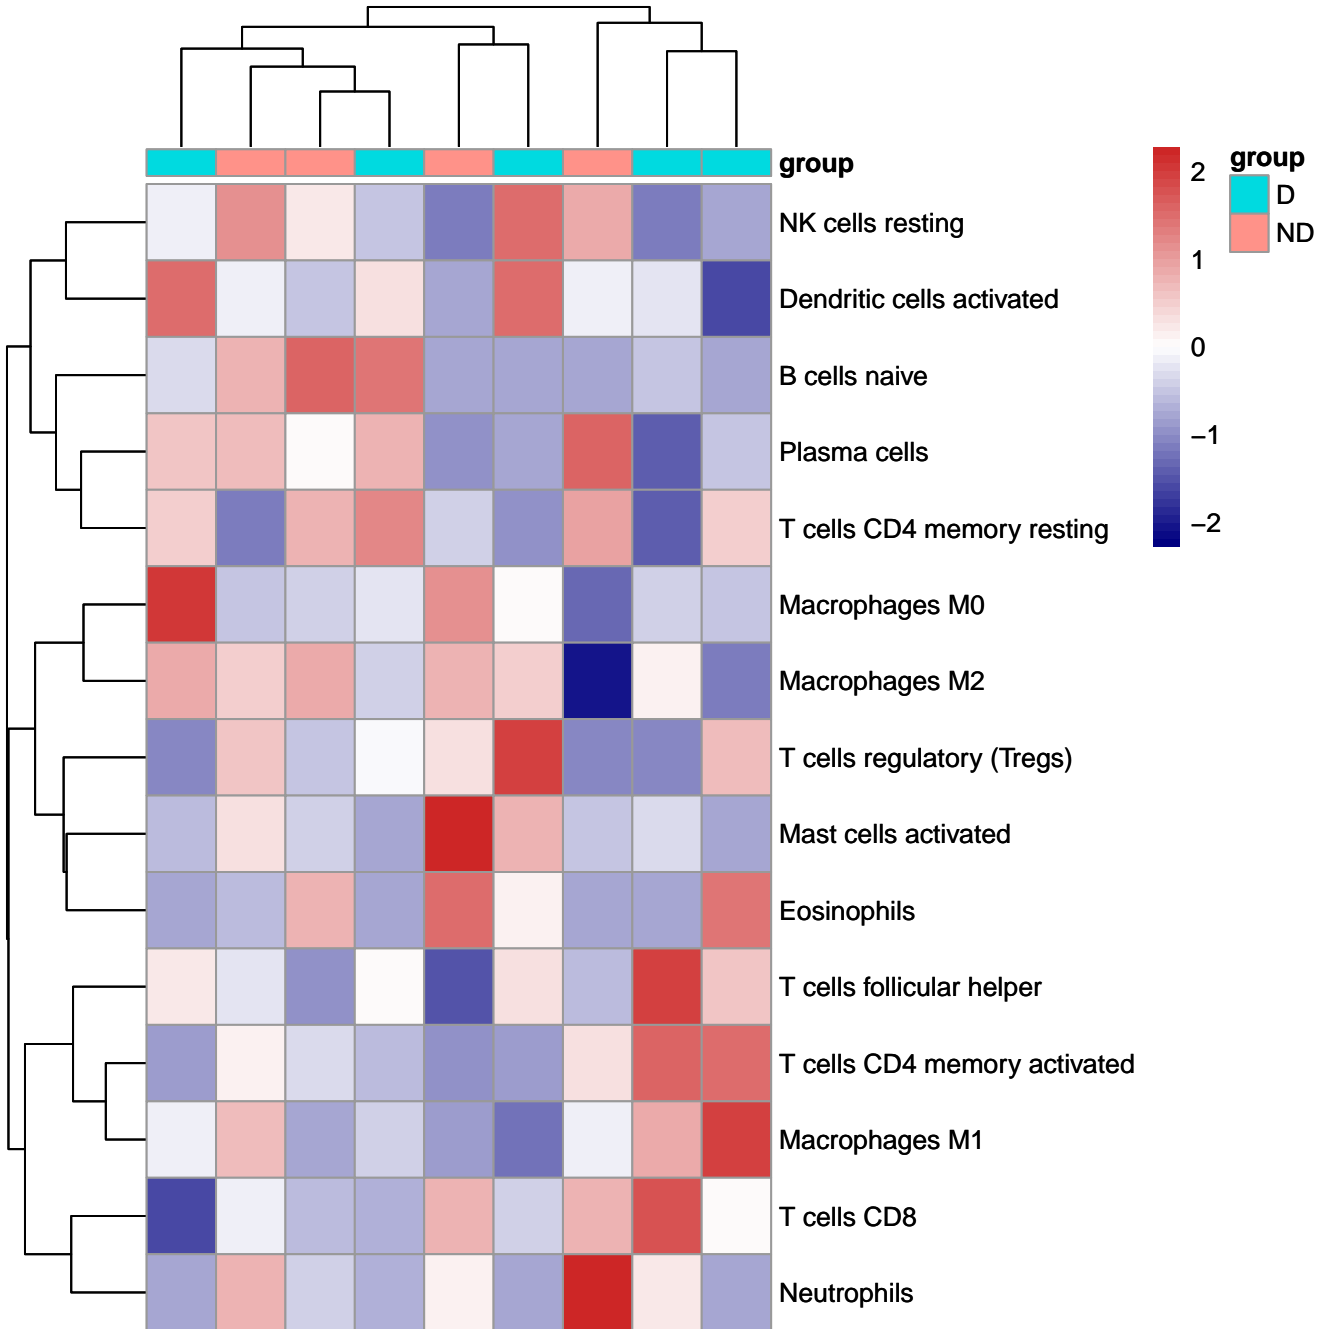 group
NK cells resting
Dendritic cells activated
B cells naive
Plasma cells
T cells CD4 memory resting
Macrophages M0
Macrophages M2
T cells regulatory (Tregs)
Mast cells activated
Eosinophils
T cells follicular helper
T cells CD4 memory activated
Macrophages M1
T cells CD8
Neutrophils
2
1
0
−1
−2
group
D
ND